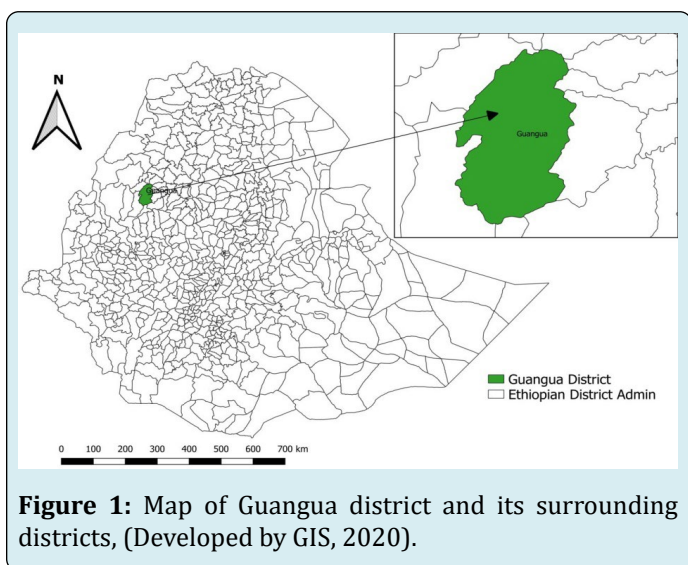 N
Guangua
Guangua
Guangua District
Ethiopian District Admin
0 100 200 300 400 500 600 700 km
Figure 1: Map of Guangua district and its surrounding
districts, (Developed by GIS, 2020).